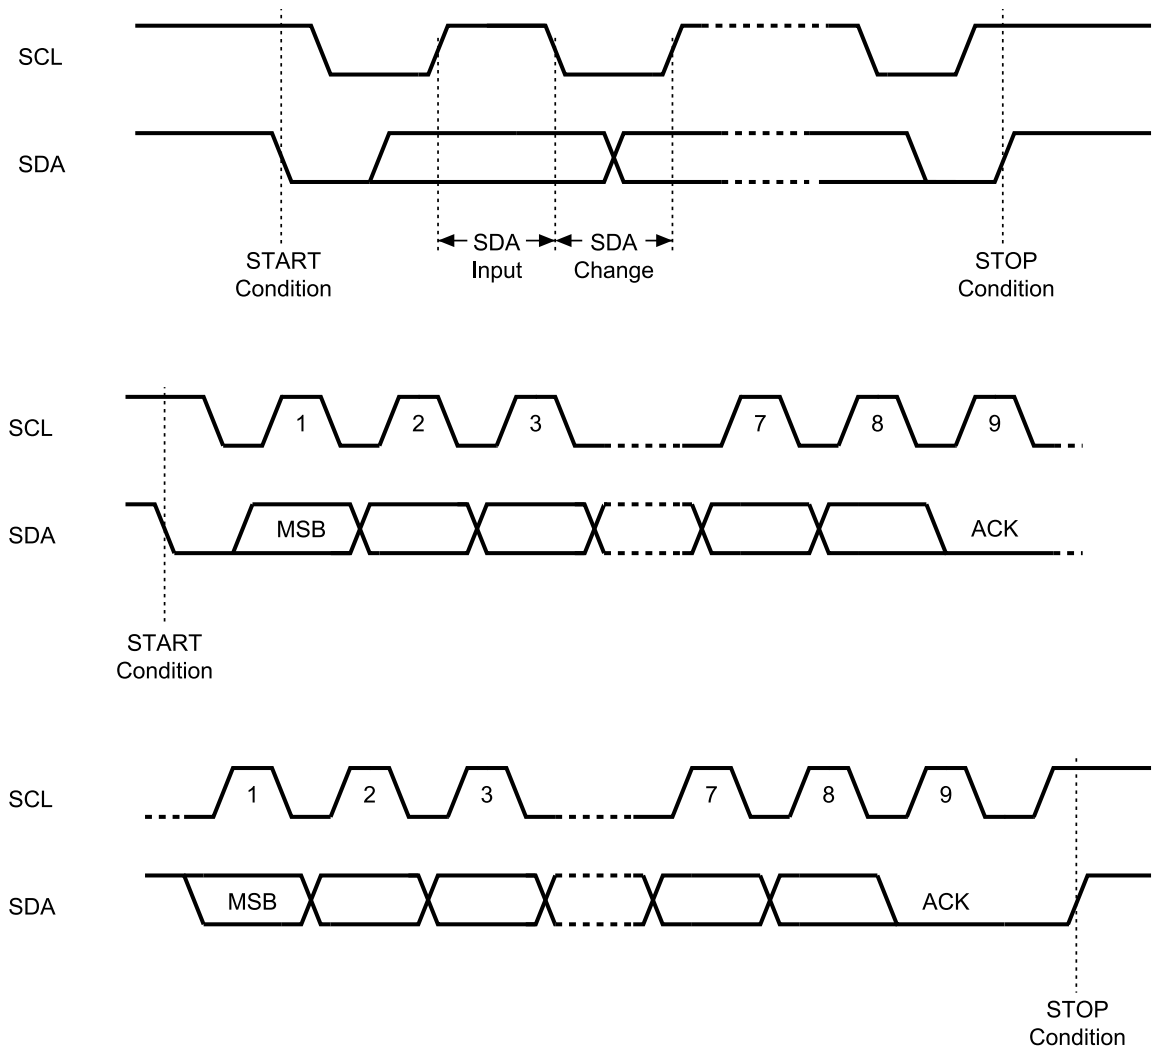 SCL
SDA
SDA
Input
SDA
Change
START
Condition
STOP
Condition
SCL
1 2 3 7 8 9
SDA
MSB ACK
START
Condition
SCL
1 2 3 7 8 9
SDA
MSB ACK
STOP
Condition